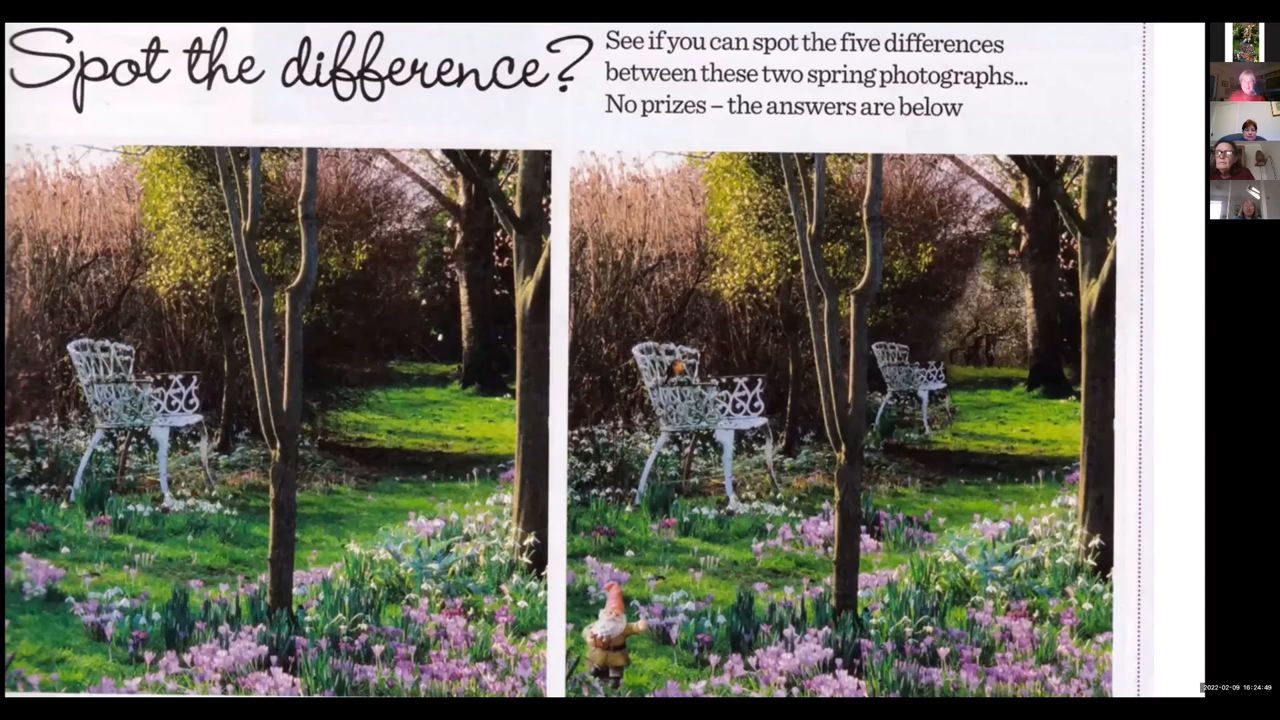 Spot the difference?
See if you can spot the five differences
between these two spring photographs...
No prizes – the answers are below
2022-02-09 16:24:49